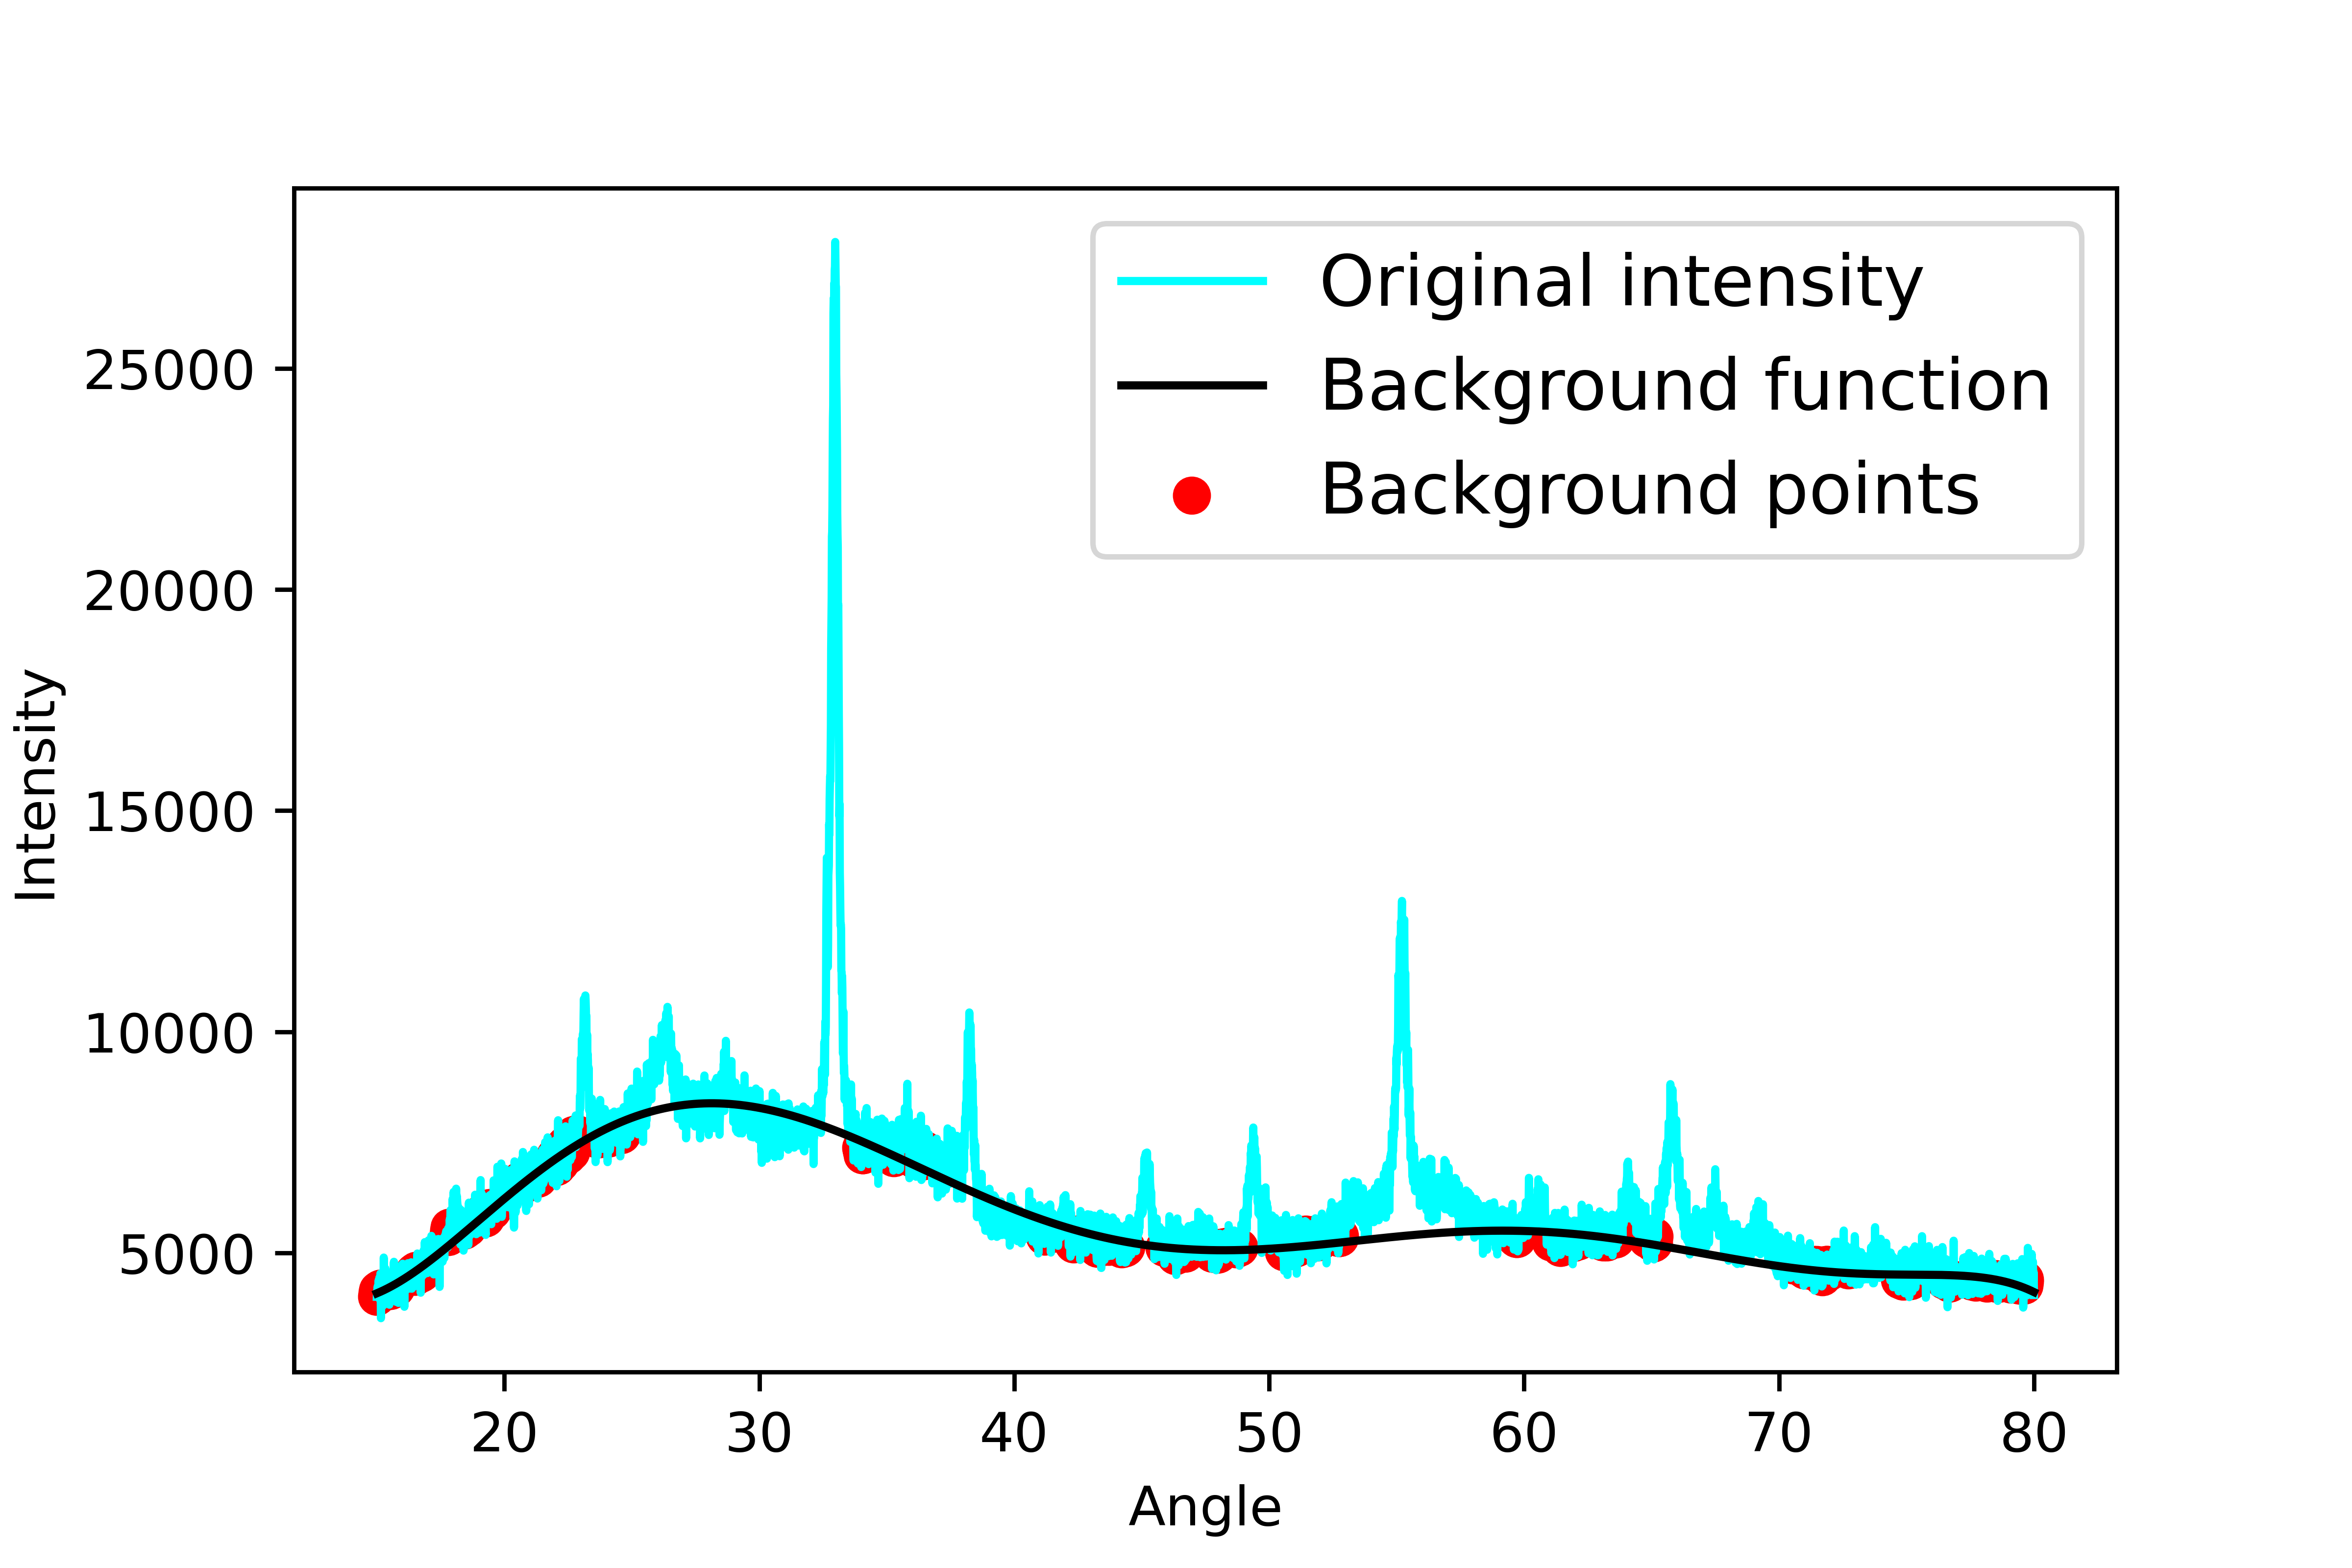 Original intensity
Background function
Background points
25000
20000
15000
10000
5000
Intensity
20 30 40 50 60 70 80
Angle